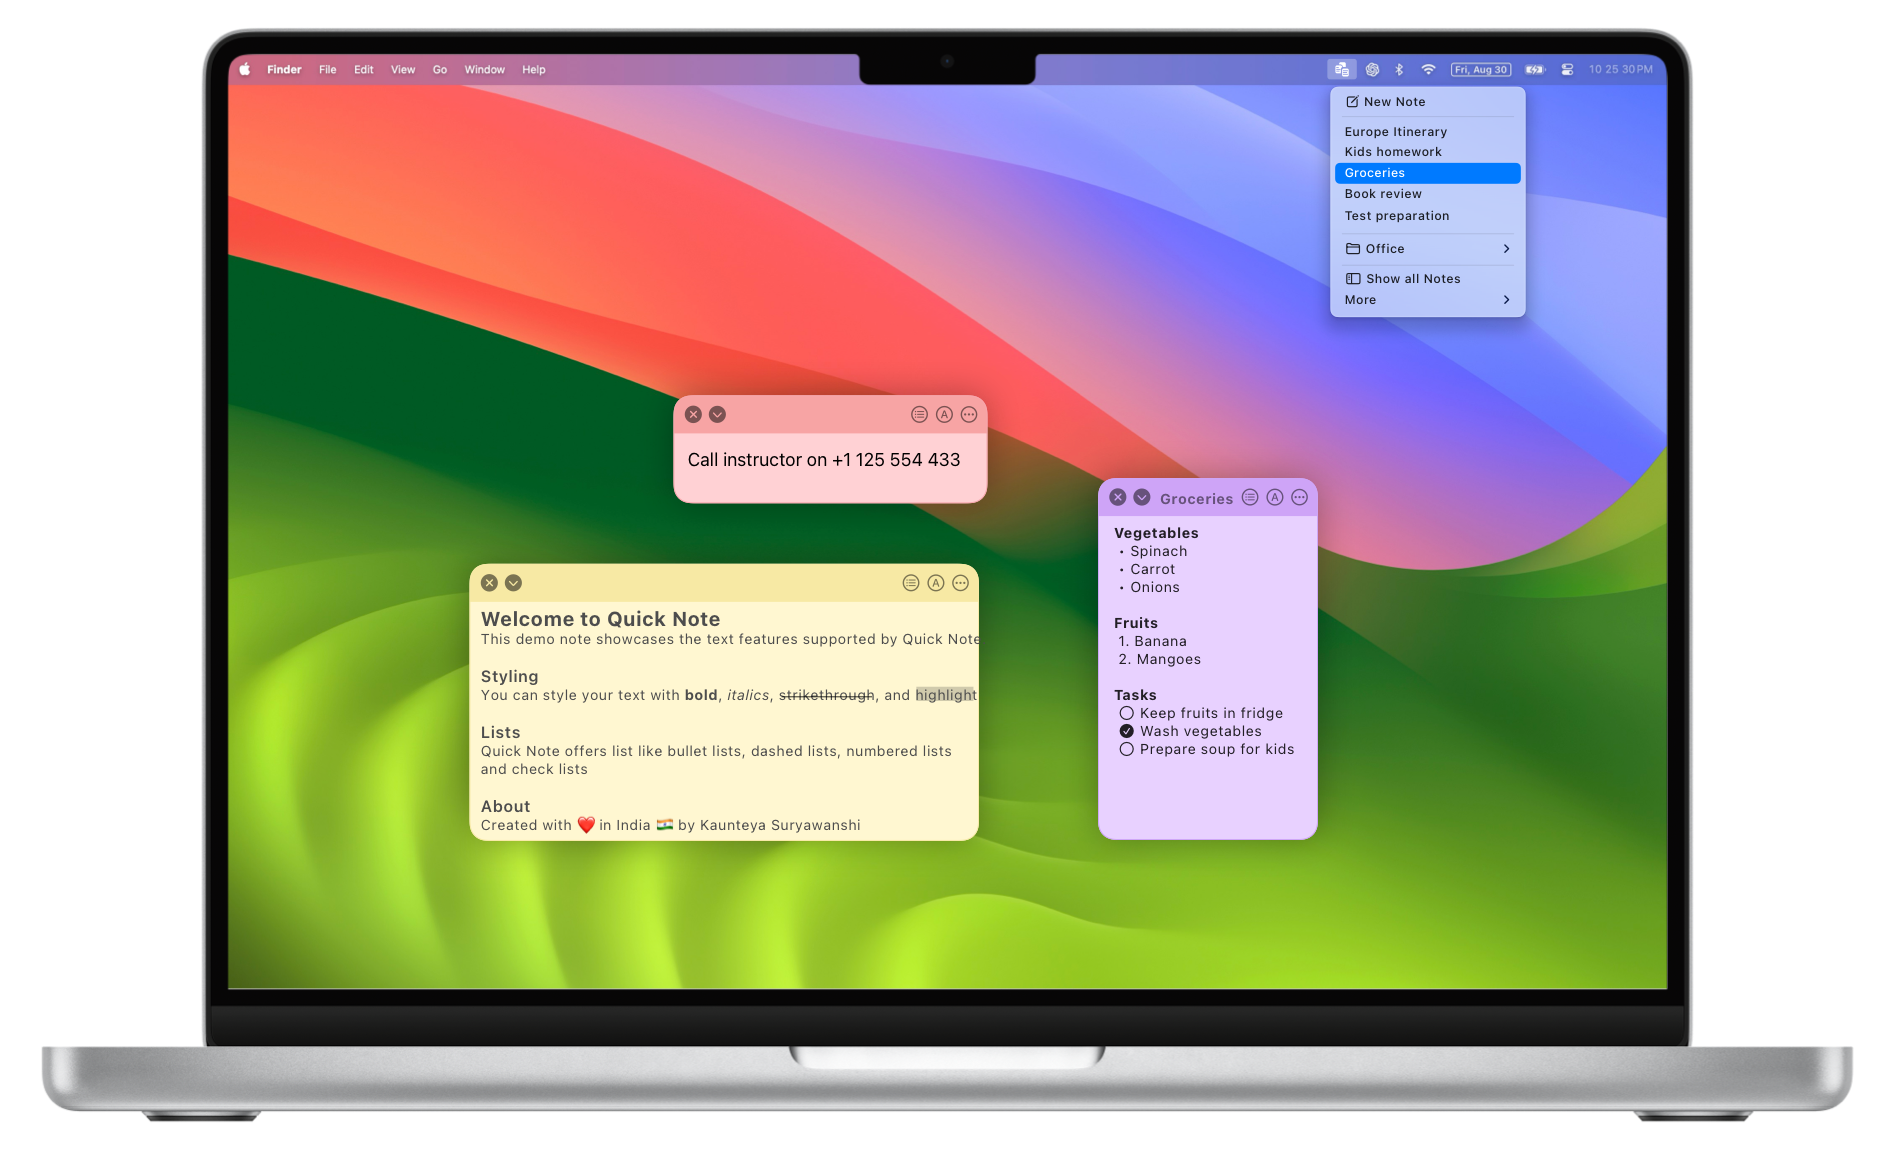 Finder File Edit View Go Window Help
Fri, Aug 30 10 25 30 PM
New Note
Europe Itinerary
Kids homework
Groceries
Book review
Test preparation
Office
Show all Notes
More
Call instructor on +1 125 554 433
Welcome to Quick Note
This demo note showcases the text features supported by Quick Note
Styling
You can style your text with bold, italics, strikethrough, and highlight
Lists
Quick Note offers list like bullet lists, dashed lists, numbered lists
and check lists
About
Created with ❤️ in India 🇮🇳 by Kaunteya Suryawanshi
Groceries
Vegetables
• Spinach
• Carrot
• Onions
Fruits
1. Banana
2. Mangoes
Tasks
Keep fruits in fridge
Wash vegetables
Prepare soup for kids